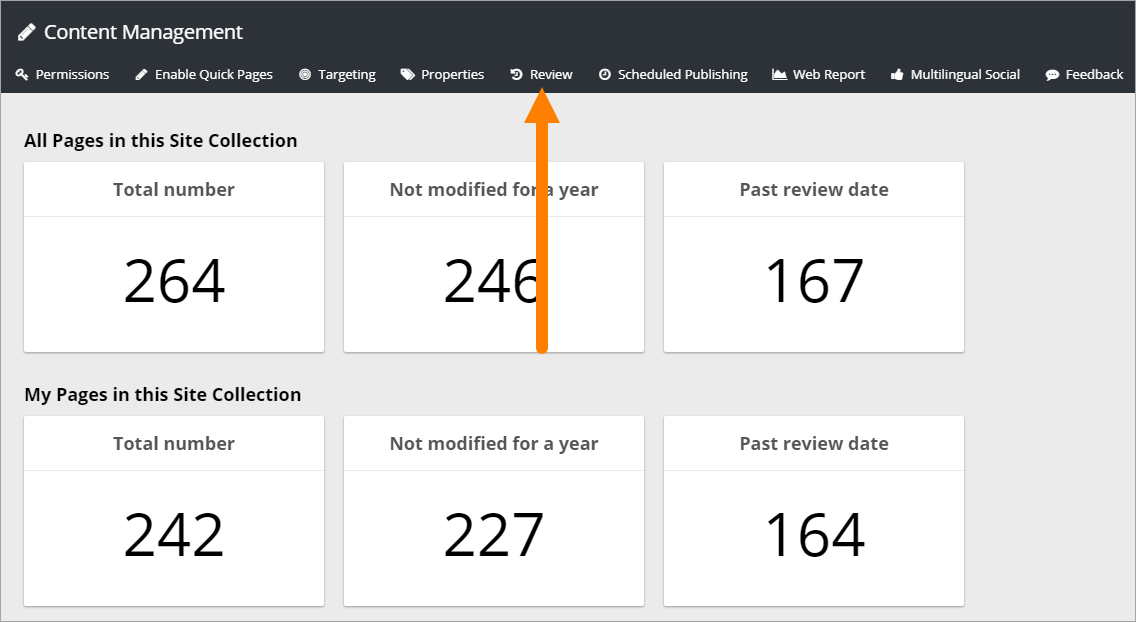 Content Management
Permissions Enable Quick Pages Targeting Properties Review Scheduled Publishing Web Report Multilingual Social Feedback
All Pages in this Site Collection
Total number Not modified for a year Past review date
264 246 167
My Pages in this Site Collection
Total number Not modified for a year Past review date
242 227 164